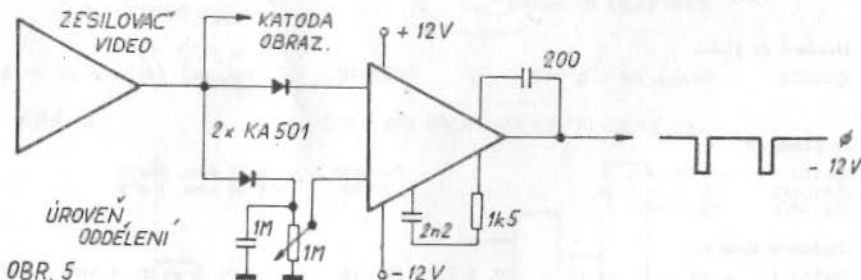 ZESILOVAČ
VIDEO
KATODA
OBRAZ.
+12V
200
2x KA 501
ø
-12V
ÚROVEŇ
ODDĚLENÍ
1M
1M
2n2
1k5
-12V
OBR. 5